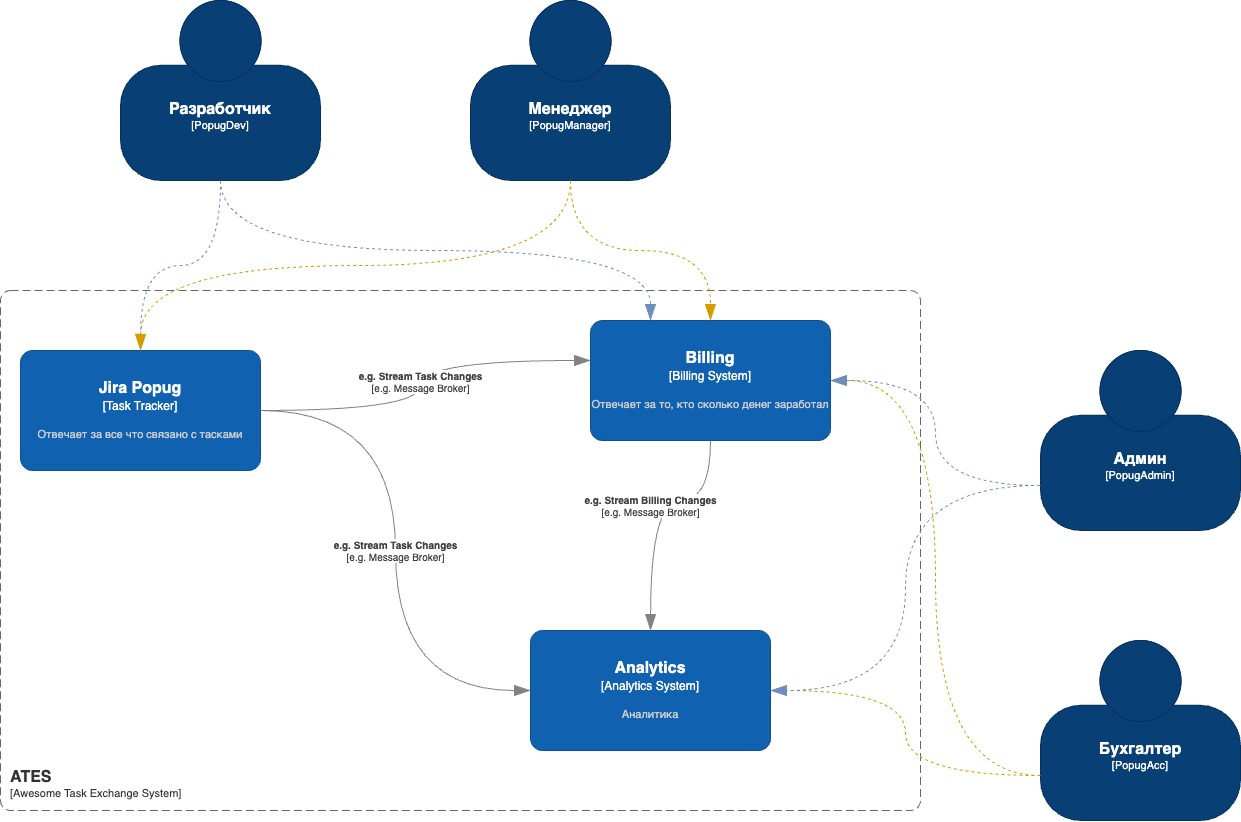 Разработчик
[PopugDev]
Менеджер
[PopugManager]
Jira Popug
[Task Tracker]
Отвечает за все что связано с тасками
e.g. Stream Task Changes
[e.g. Message Broker]
Billing
[Billing System]
Отвечает за то, кто сколько денег заработал
Админ
[PopugAdmin]
e.g. Stream Billing Changes
[e.g. Message Broker]
e.g. Stream Task Changes
[e.g. Message Broker]
Analytics
[Analytics System]
Аналитика
Бухгалтер
[PopugAcc]
ATES
[Awesome Task Exchange System]